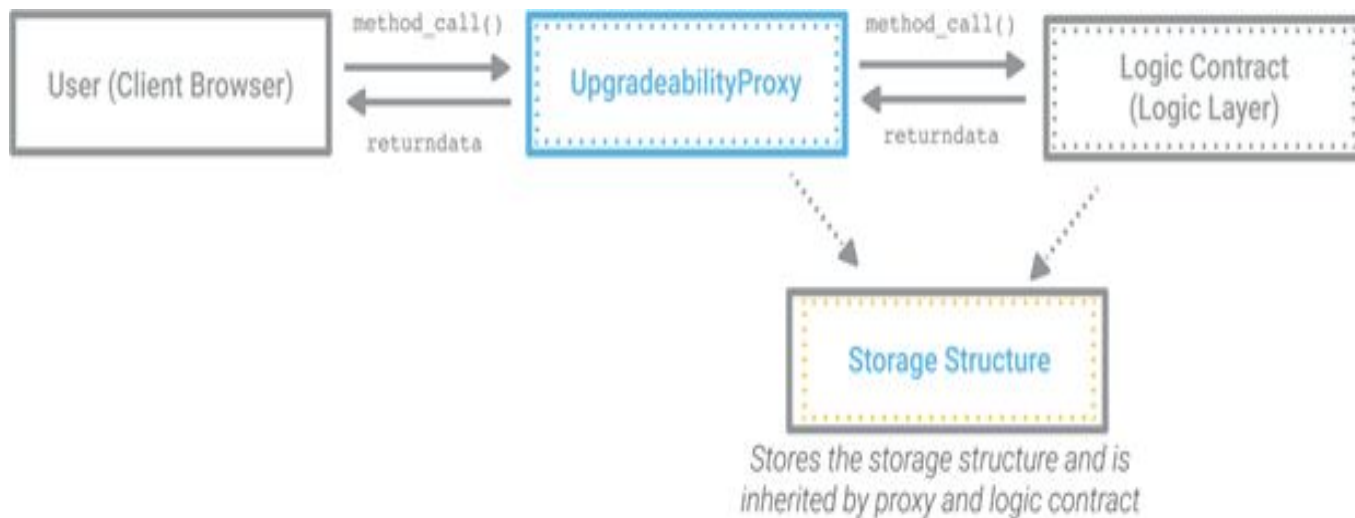 method_call()
method_call()
User (Client Browser)
UpgradeabilityProxy
Logic Contract
(Logic Layer)
returndata
returndata
Storage Structure
Stores the storage structure and is
inherited by proxy and logic contract